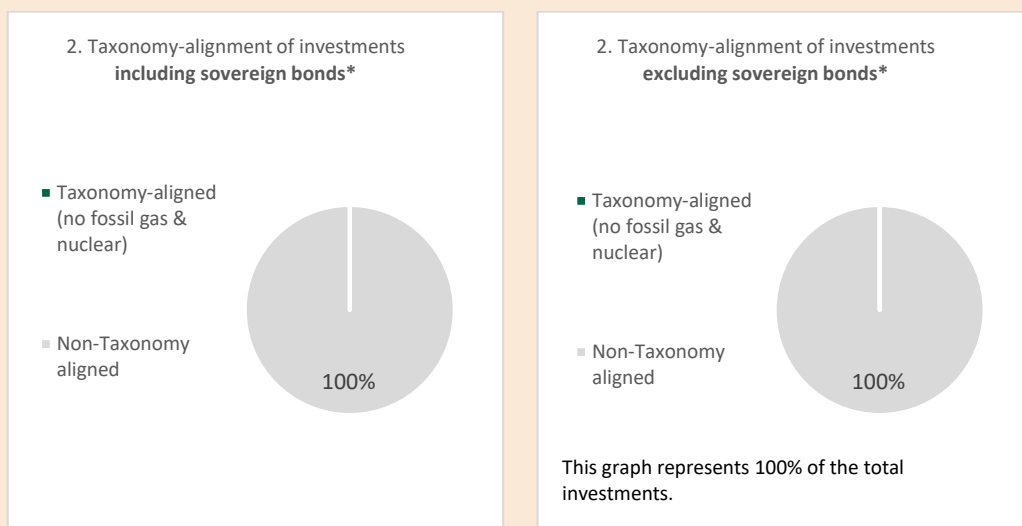 2. Taxonomy-alignment of investments
including sovereign bonds*
Taxonomy-aligned
(no fossil gas &
nuclear)
Non-Taxonomy
aligned
100%
2. Taxonomy-alignment of investments
excluding sovereign bonds*
Taxonomy-aligned
(no fossil gas &
nuclear)
Non-Taxonomy
aligned
100%
This graph represents 100% of the total
investments.